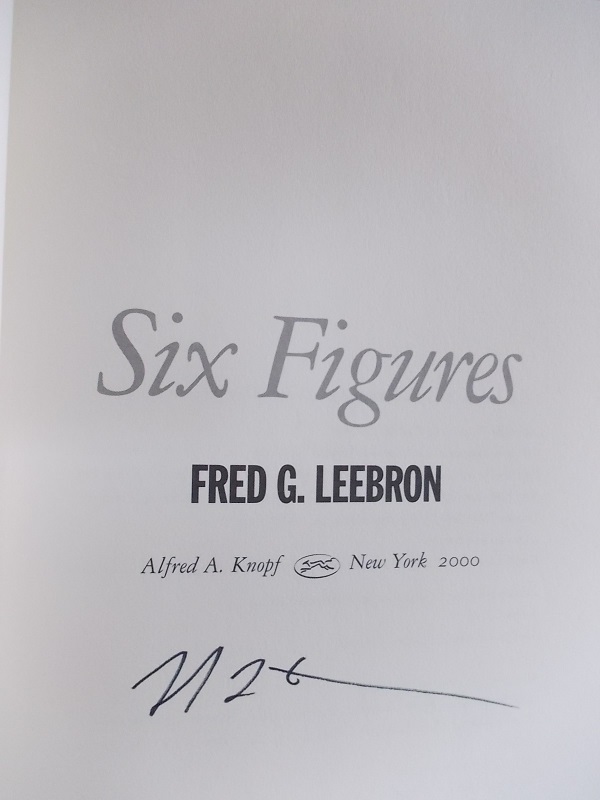 Six Figures
FRED G. LEEBRON
Alfred A. Knopf New York 2000